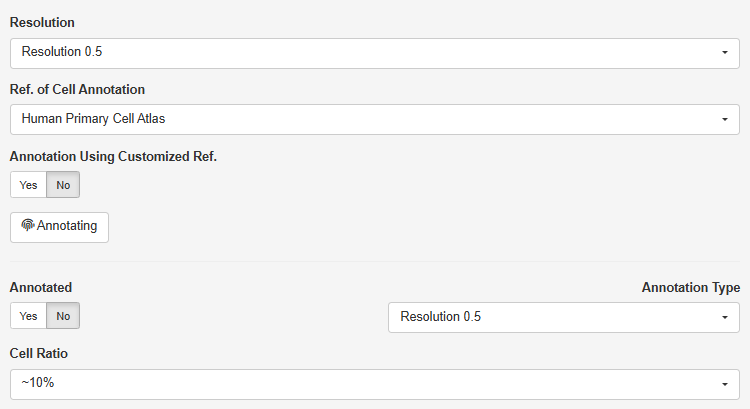 Resolution
Resolution 0.5
Ref. of Cell Annotation
Human Primary Cell Atlas
Annotation Using Customized Ref.
Yes No
Annotating
Annotated Annotation Type
Yes No Resolution 0.5
Cell Ratio
~10%